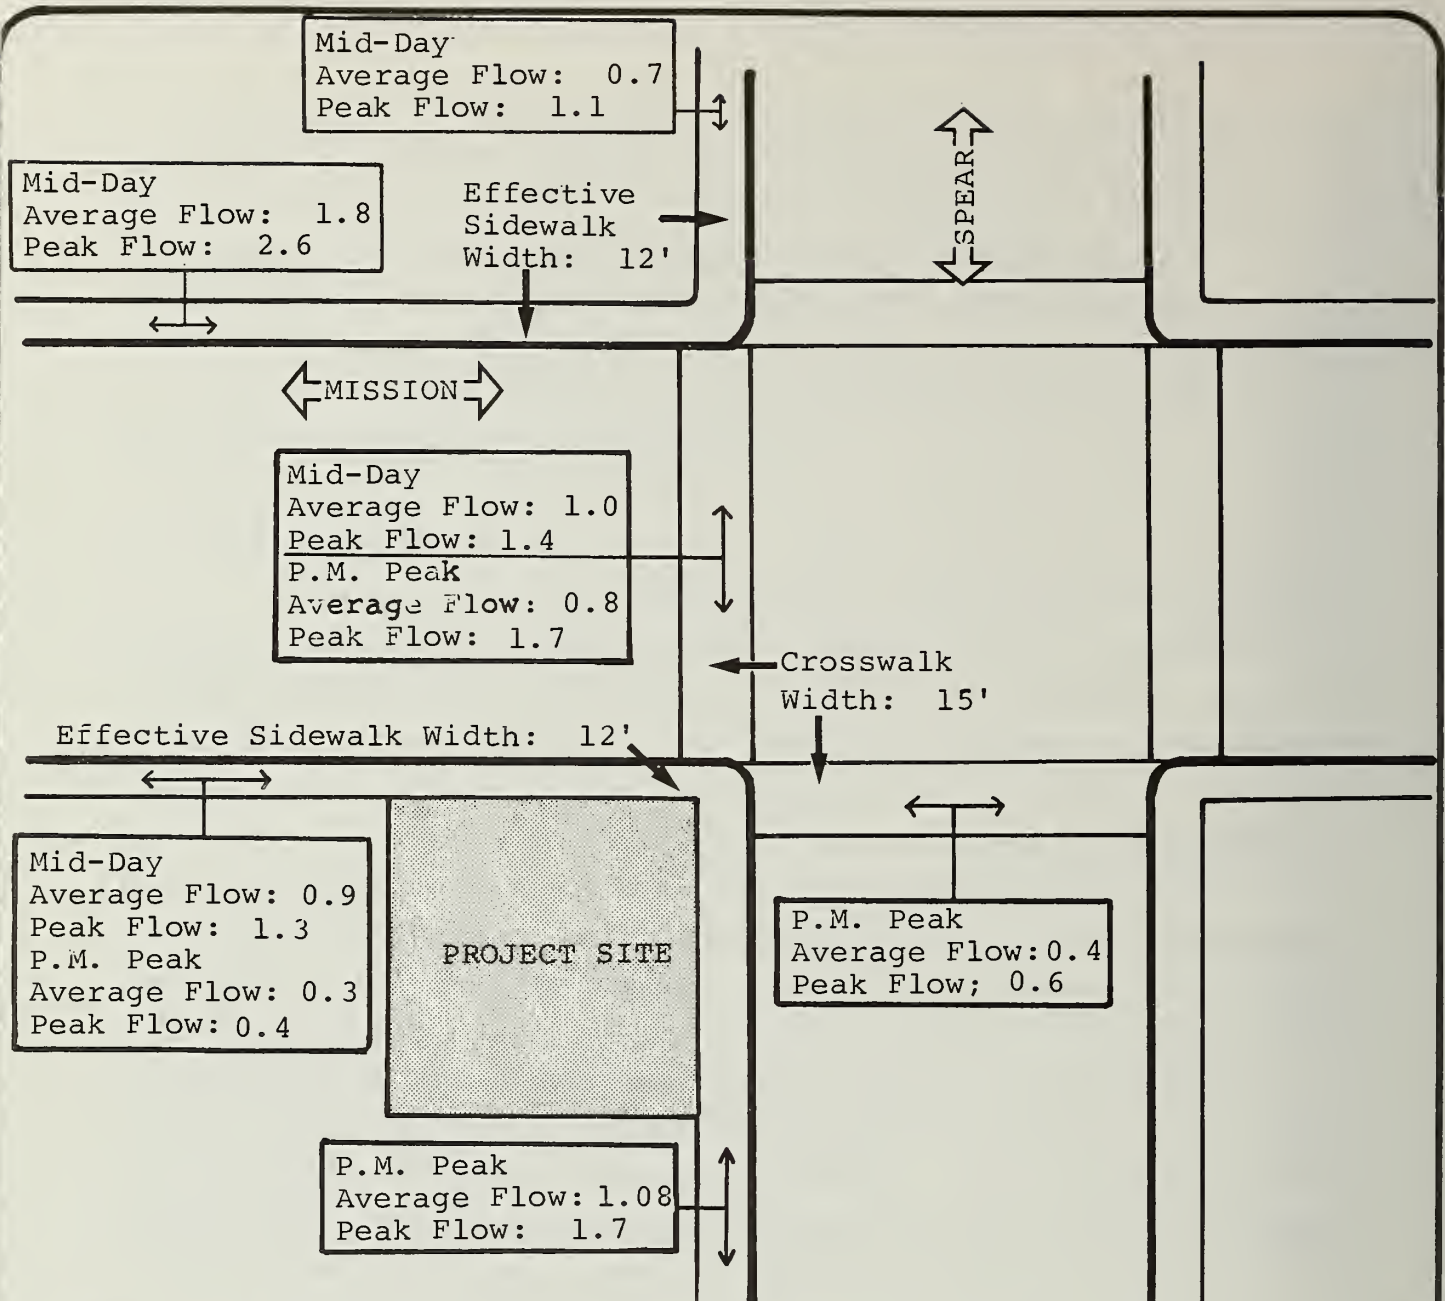 Mid-Day
Average Flow: 0.7
Peak Flow: 1.1
Mid-Day
Average Flow: 1.8
Peak Flow: 2.6
Effective
Sidewalk
Width: 12'
SPEAR
MISSION
Mid-Day
Average Flow: 1.0
Peak Flow: 1.4
P.M. Peak
Average Flow: 0.8
Peak Flow: 1.7
Crosswalk
Width: 15'
Effective Sidewalk Width: 12'
Mid-Day
Average Flow: 0.9
Peak Flow: 1.3
P.M. Peak
Average Flow: 0.3
Peak Flow: 0.4
PROJECT SITE
P.M. Peak
Average Flow: 0.4
Peak Flow; 0.6
P.M. Peak
Average Flow: 1.08
Peak Flow: 1.7